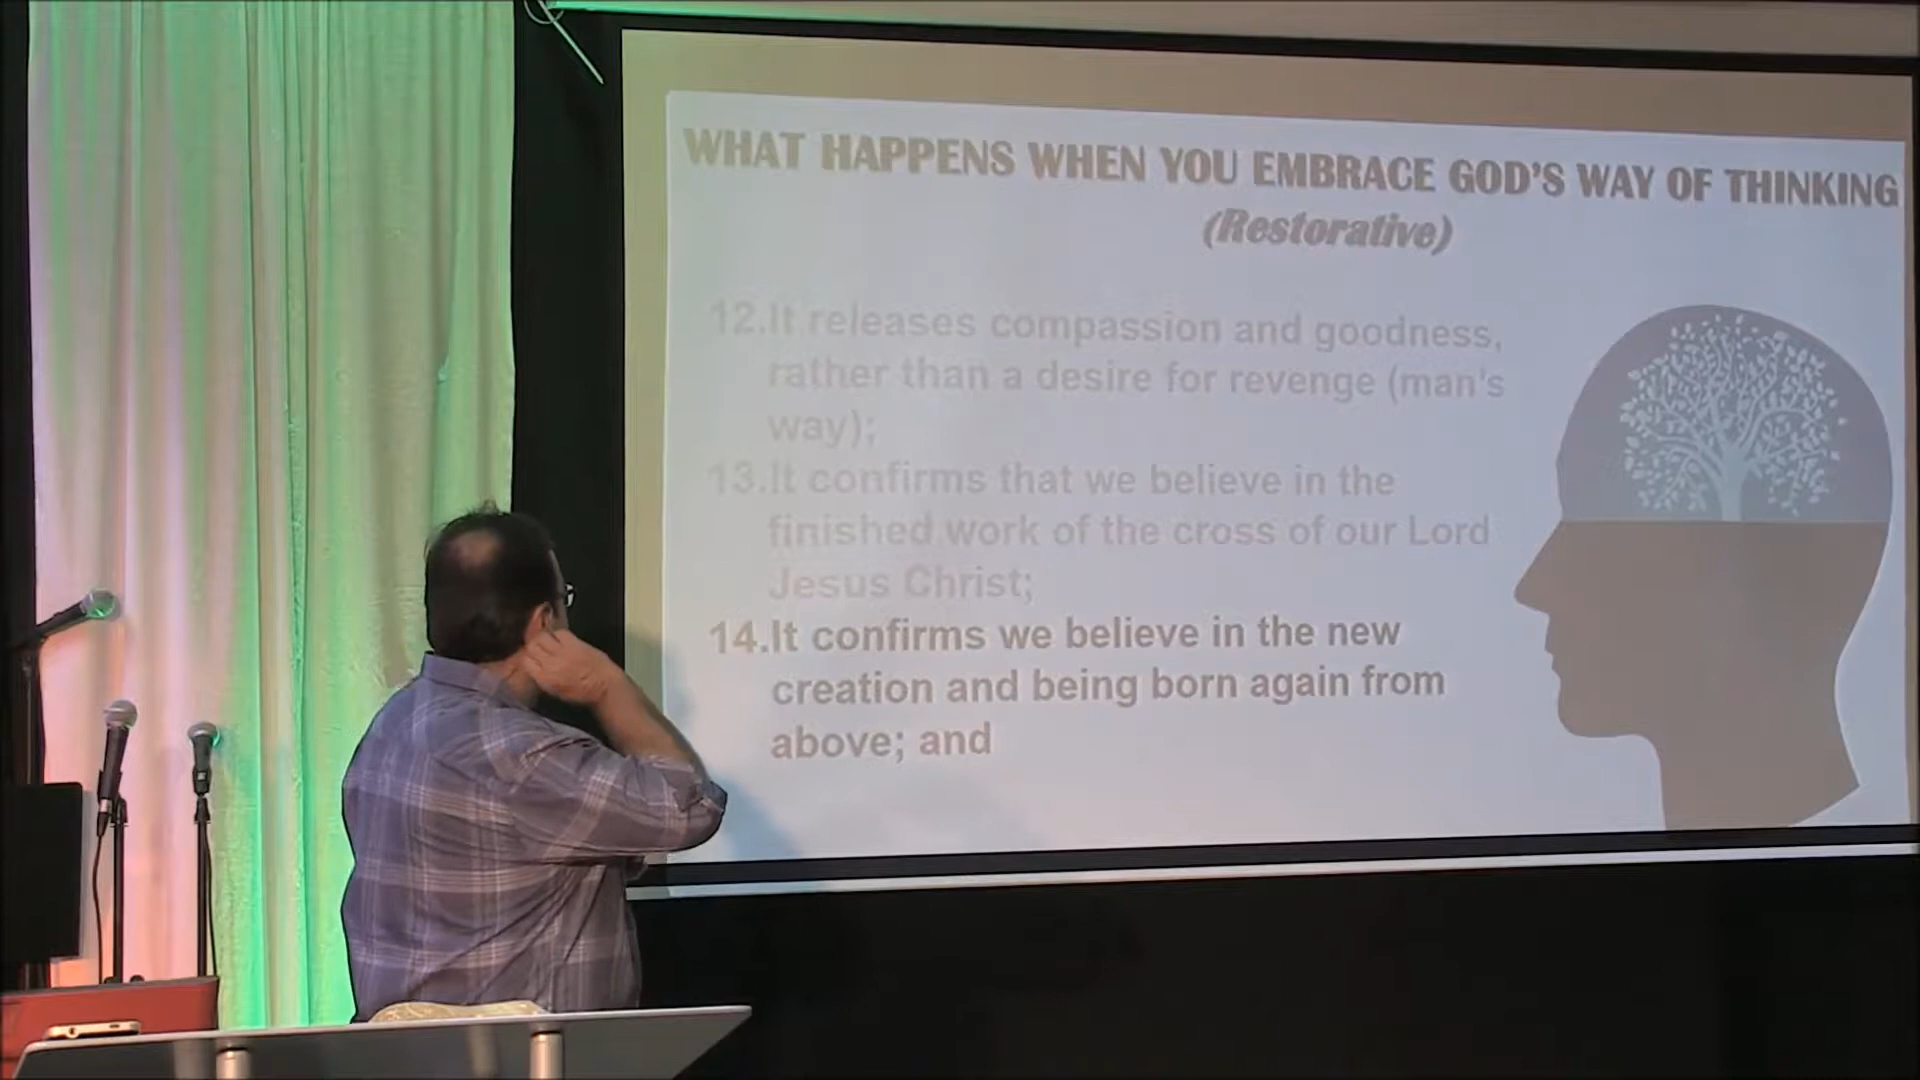 WHAT HAPPENS WHEN YOU EMBRACE GOD'S WAY OF THINKING
(Restorative)
12.It releases compassion and goodness,
rather than a desire for revenge (man's
way);
13.It confirms that we believe in the
finished work of the cross of our Lord
Jesus Christ;
14.It confirms we believe in the new
creation and being born again from
above; and